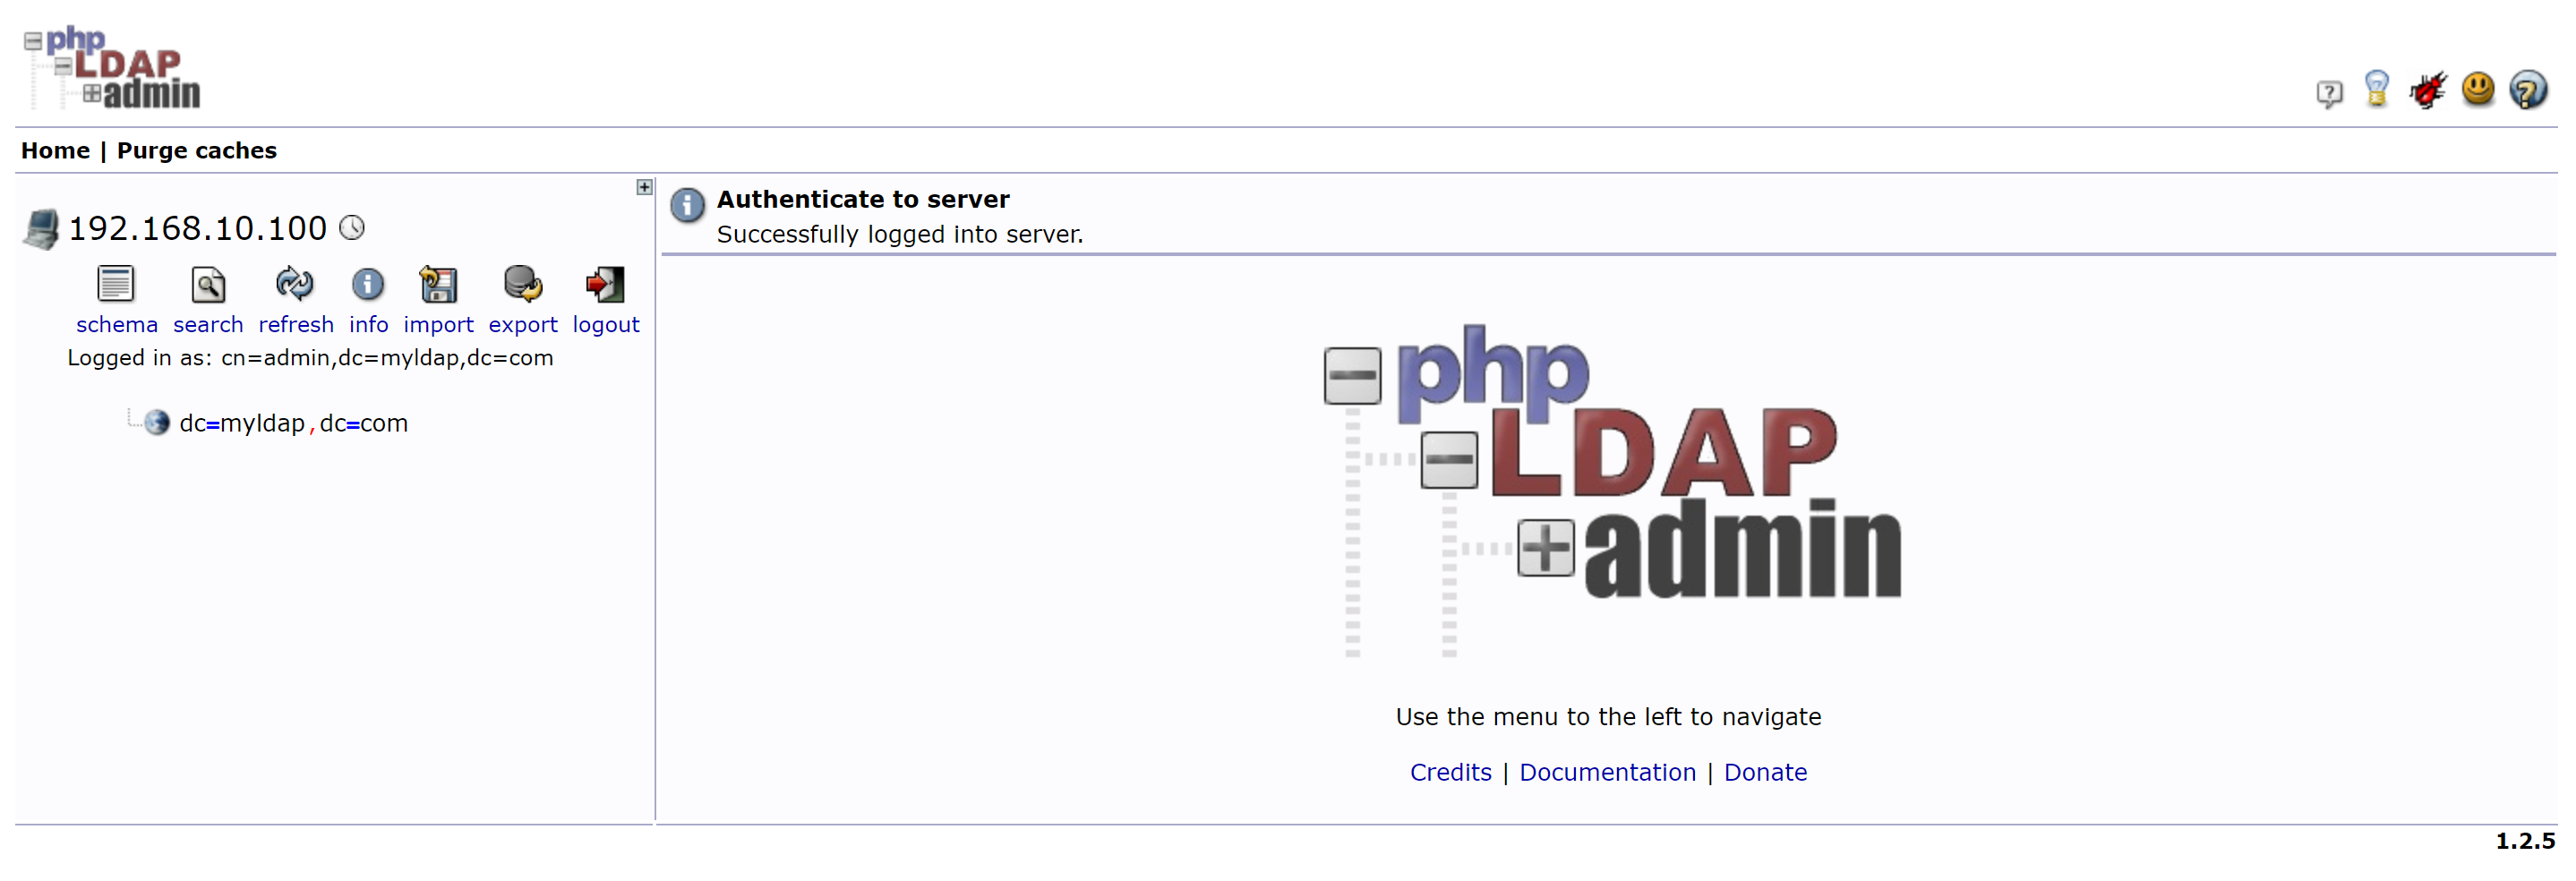 php
LDAP
admin
Home | Purge caches
192.168.10.100
schema search refresh info import export logout
Logged in as: cn=admin,dc=myldap,dc=com
dc=myldap,dc=com
Authenticate to server
Successfully logged into server.
php
LDAP
admin
Use the menu to the left to navigate
Credits | Documentation | Donate
1.2.5